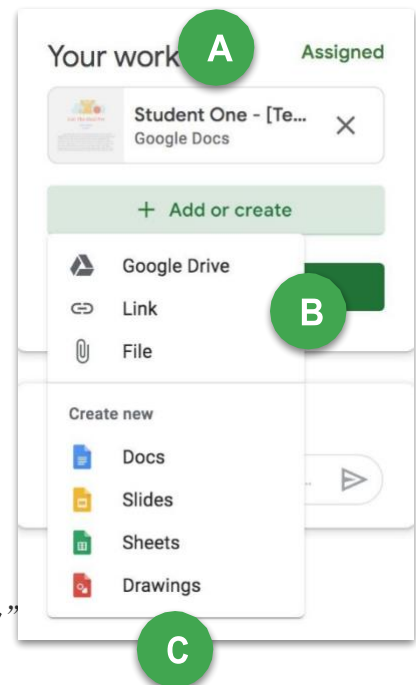 A
Your work
Assigned
Student One - [Te...
Google Docs
+ Add or create
Google Drive
B
Link
File
Create new
Docs
Slides
Sheets
Drawings
”
C